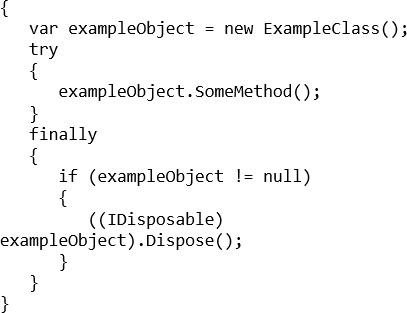 {
   var exampleObject = new ExampleClass();
   try
   {
      exampleObject.SomeMethod();
   }
   finally
   {
      if (exampleObject != null)
      {
         ((IDisposable)
exampleObject).Dispose();
      }
   }
}